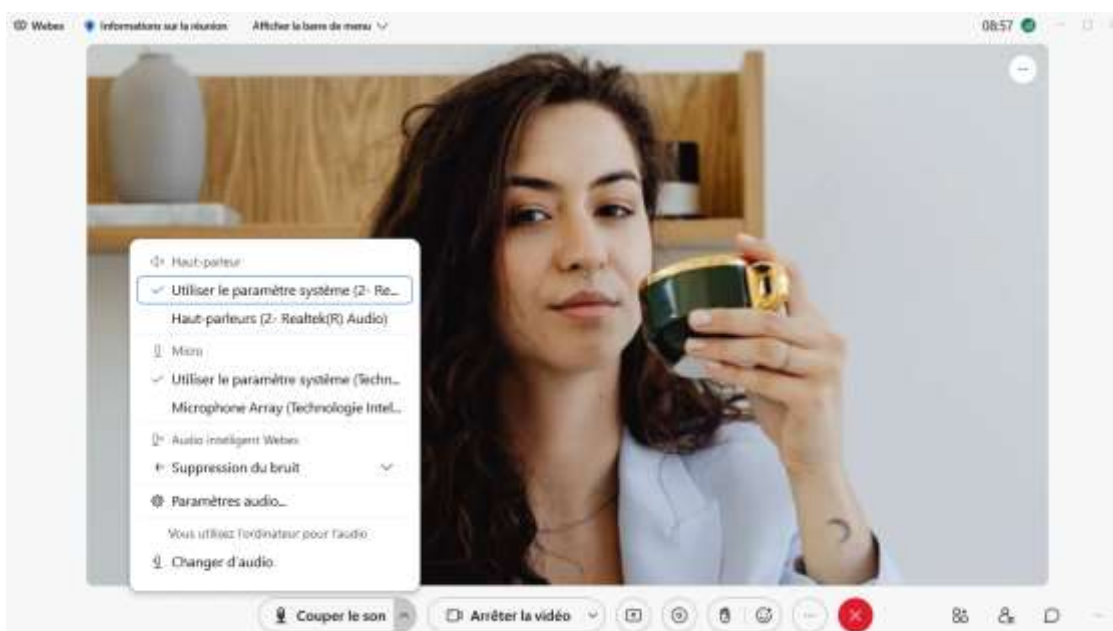 Webex
Informations sur la réunion
Afficher la barre de menu
08:57
Haut-parleur
Utiliser le paramètre système (2- Re...
Haut-parleurs (2- Realtek(R) Audio)
Micro
Utiliser le paramètre système (Techn...
Microphone Array (Technologie Intel...
Audio intelligent Webex
Suppression du bruit
Paramètres audio...
Vous utilisez l'ordinateur pour l'audio
Changer d'audio
Couper le son
Arrêter la vidéo